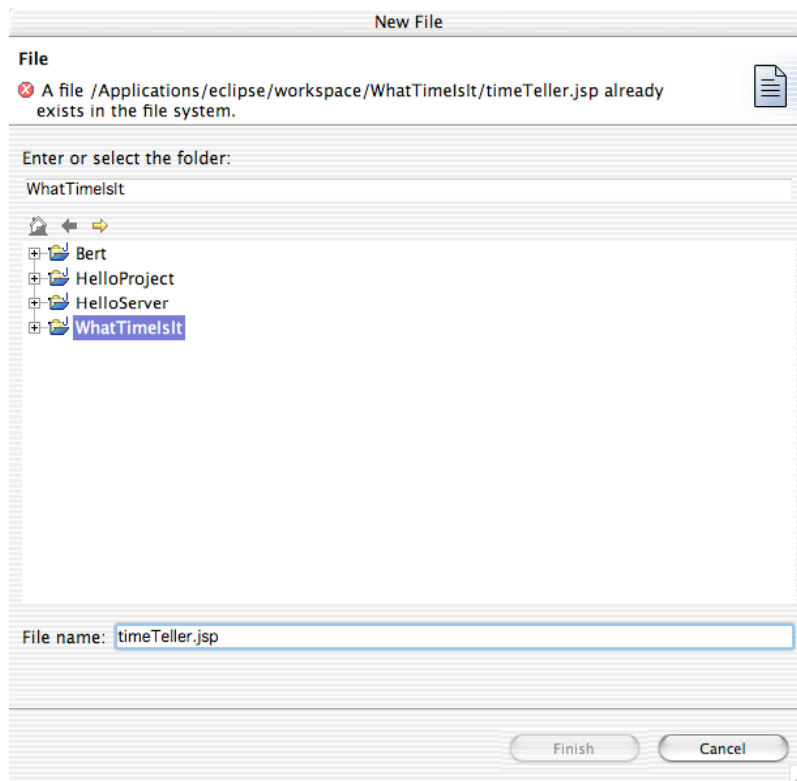 New File
File
A file /Applications/eclipse/workspace/WhatTimeIsIt/timeTeller.jsp already
exists in the file system.
Enter or select the folder:
WhatTimeIsIt
Bert
HelloProject
HelloServer
WhatTimeIsIt
File name: timeTeller.jsp
Finish Cancel